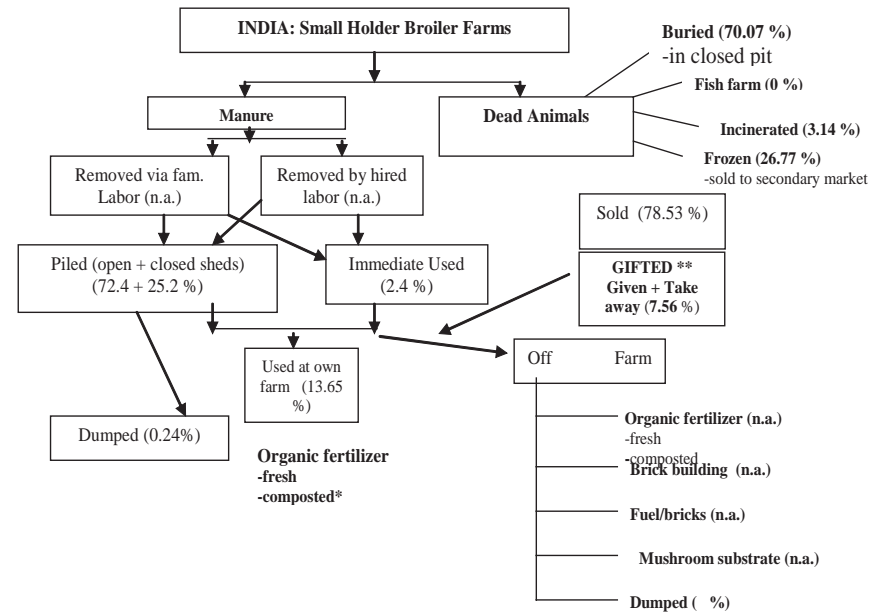 INDIA: Small Holder Broiler Farms
Buried (70.07 %)
-in closed pit
Fish farm (0 %)
Manure
Dead Animals
Incinerated (3.14 %)
Frozen (26.77 %)
-sold to secondary market
Removed via fam.
Labor (n.a.)
Removed by hired
labor (n.a.)
Sold (78.53 %)
Piled (open + closed sheds)
(72.4 + 25.2 %)
Immediate Used
(2.4 %)
GIFTED **
Given + Take
away (7.56 %)
Used at own
farm (13.65
%)
Off Farm
Dumped (0.24%)
Organic fertilizer
-fresh
-composted*
Organic fertilizer (n.a.)
-fresh
-composted
Brick building (n.a.)
Fuel/bricks (n.a.)
Mushroom substrate (n.a.)
Dumped ( %)